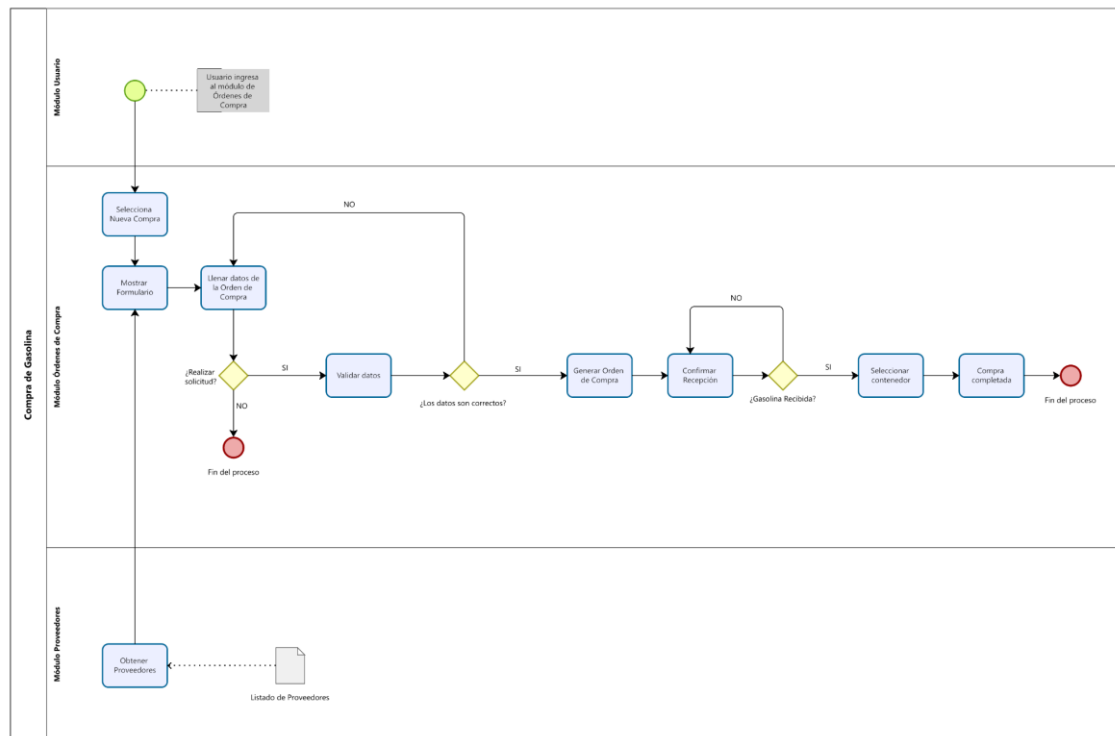 Compra de Gasolina
Módulo Usuario
Usuario ingresa
al módulo de
Órdenes de
Compra
Módulo Órdenes de Compra
Selecciona
Nueva Compra
NO
Mostrar
Formulario
Llenar datos de
la Orden de
Compra
NO
¿Realizar
solicitud?
SI
Validar datos
¿Los datos son correctos?
SI
Generar Orden
de Compra
Confirmar
Recepción
¿Gasolina Recibida?
SI
Seleccionar
contenedor
Compra
completada
Fin del proceso
NO
Fin del proceso
Módulo Proveedores
Obtener
Proveedores
Listado de Proveedores